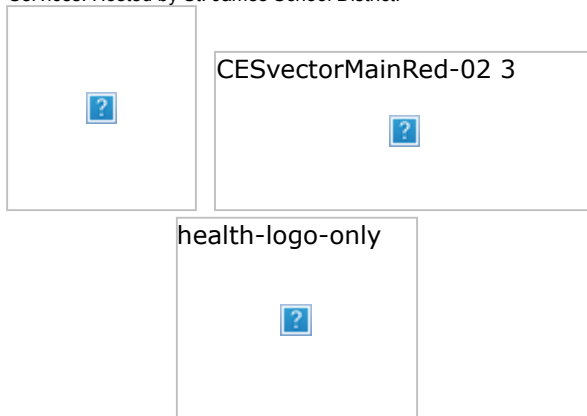 Services. Hosted by St. James School District.
CESvectorMainRed-02 3
health-logo-only